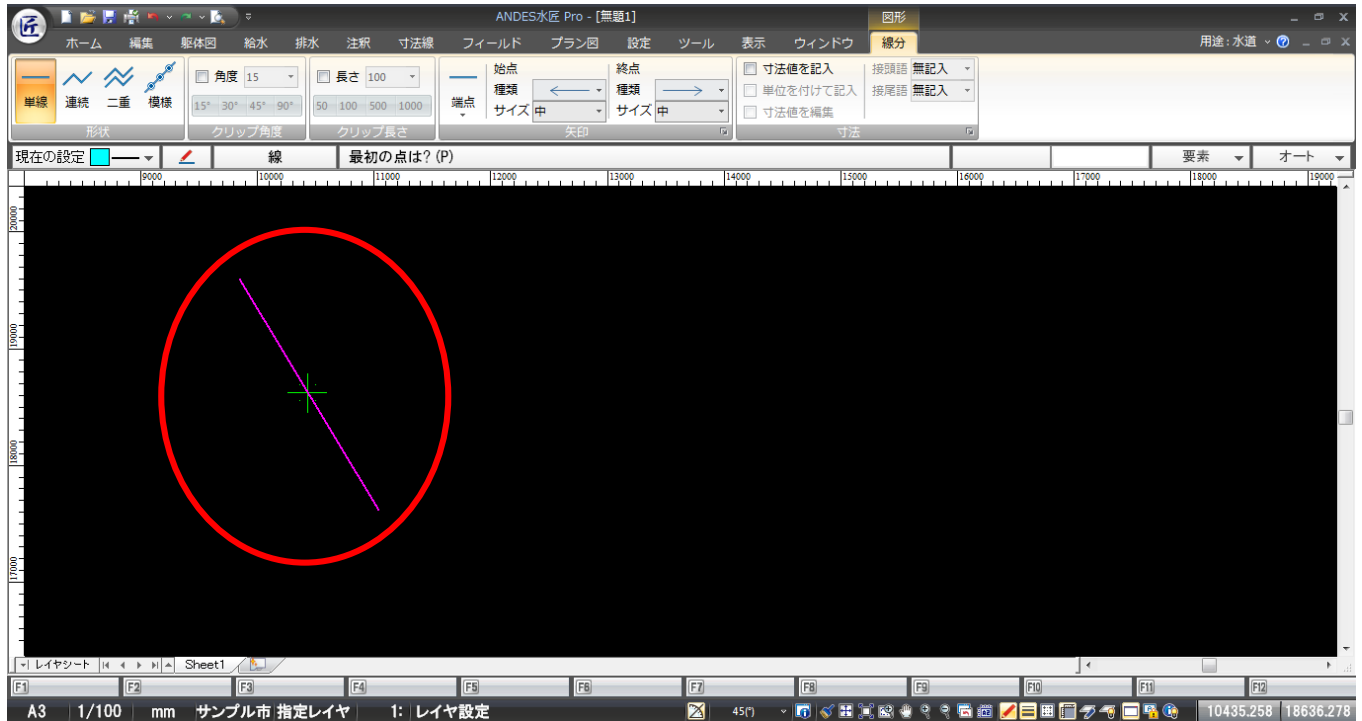 匠 ANDES水匠 Pro - [無題1] 図形
ホーム 編集 躯体図 給水 排水 注釈 寸法線 フィールド プラン図 設定 ツール 表示 ウィンドウ 線分 用途:水道
角度 15 長さ 100 始点 終点 寸法値を記入 接頭語 無記入
種類 種類 単位を付けて記入 接尾語 無記入
単線 連続 二重 模様 15° 30° 45° 90° 50 100 500 1000 端点 サイズ 中 サイズ 中 寸法値を編集
形状 クリップ角度 クリップ長さ 矢印 寸法
現在の設定 線 最初の点は? (P) 要素 オート
9000 10000 11000 12000 13000 14000 15000 16000 17000 18000 19000
20000
19000
18000
17000
レイヤシート Sheet1
F1 F2 F3 F4 F5 F6 F7 F8 F9 F10 F11 F12
A3 1/100 mm サンプル市 指定レイヤ 1: レイヤ設定 45(°) 10435.258 18636.278